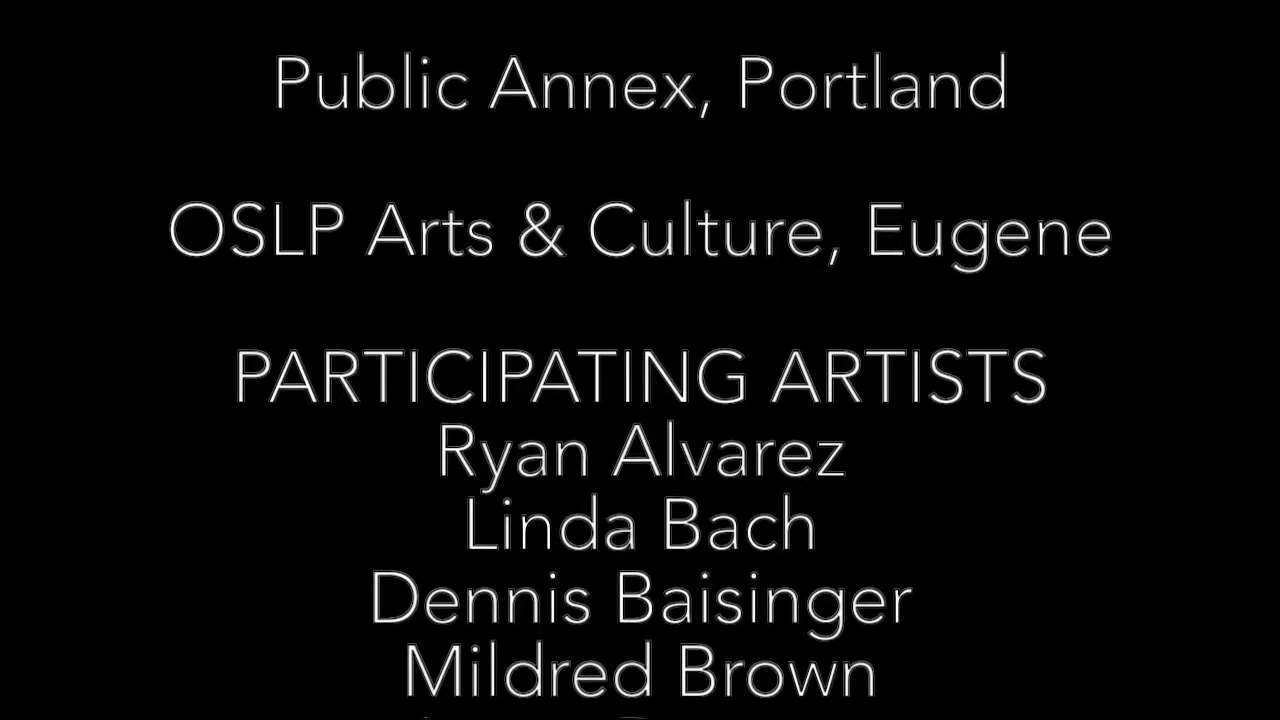 Public Annex, Portland
OSLP Arts & Culture, Eugene
PARTICIPATING ARTISTS
Ryan Alvarez
Linda Bach
Dennis Baisinger
Mildred Brown